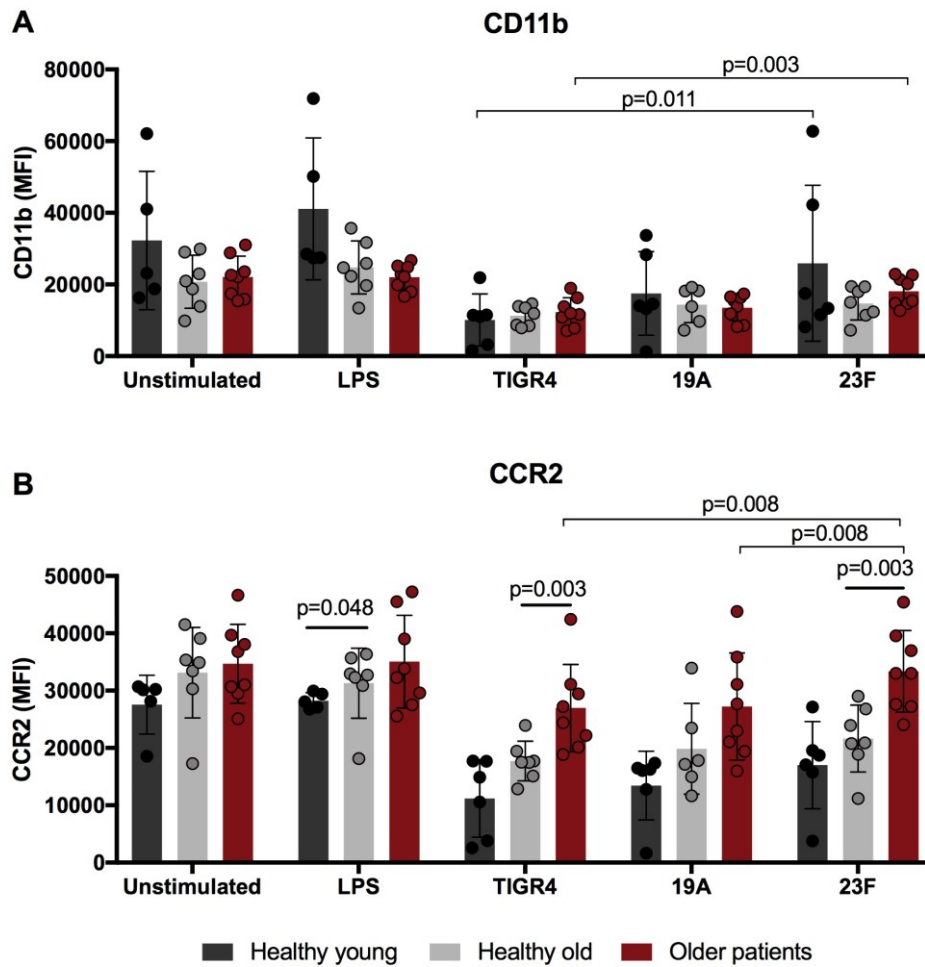 A
CD11b
p=0.003
p=0.011
CD11b (MFI)
80000
60000
40000
20000
0
Unstimulated LPS TIGR4 19A 23F
B
CCR2
p=0.008
p=0.008
p=0.003
p=0.003
p=0.048
CCR2 (MFI)
50000
40000
30000
20000
10000
0
Unstimulated LPS TIGR4 19A 23F
Healthy young Healthy old Older patients